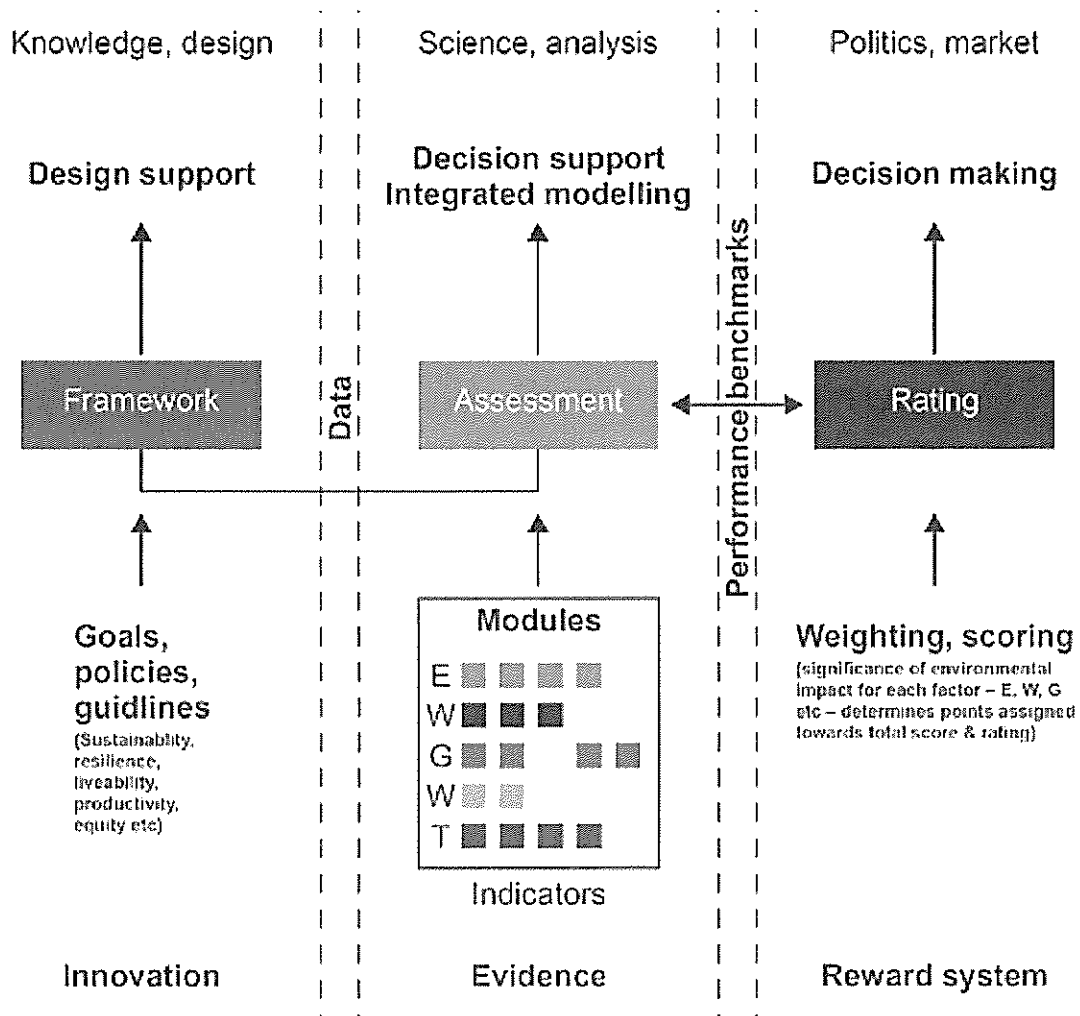 Knowledge, design
Science, analysis
Politics, market
Design support
Decision support
Integrated modelling
Decision making
Framework
Data
Assessment
Performance benchmarks
Rating
Goals,
policies,
guidlines
(Sustainablity,
resilience,
liveability,
productivity,
equity etc)
Modules
E
W
G
W
T
Indicators
Weighting, scoring
(significance of environmental
impact for each factor – E, W, G
etc – determines points assigned
towards total score & rating)
Innovation
Evidence
Reward system